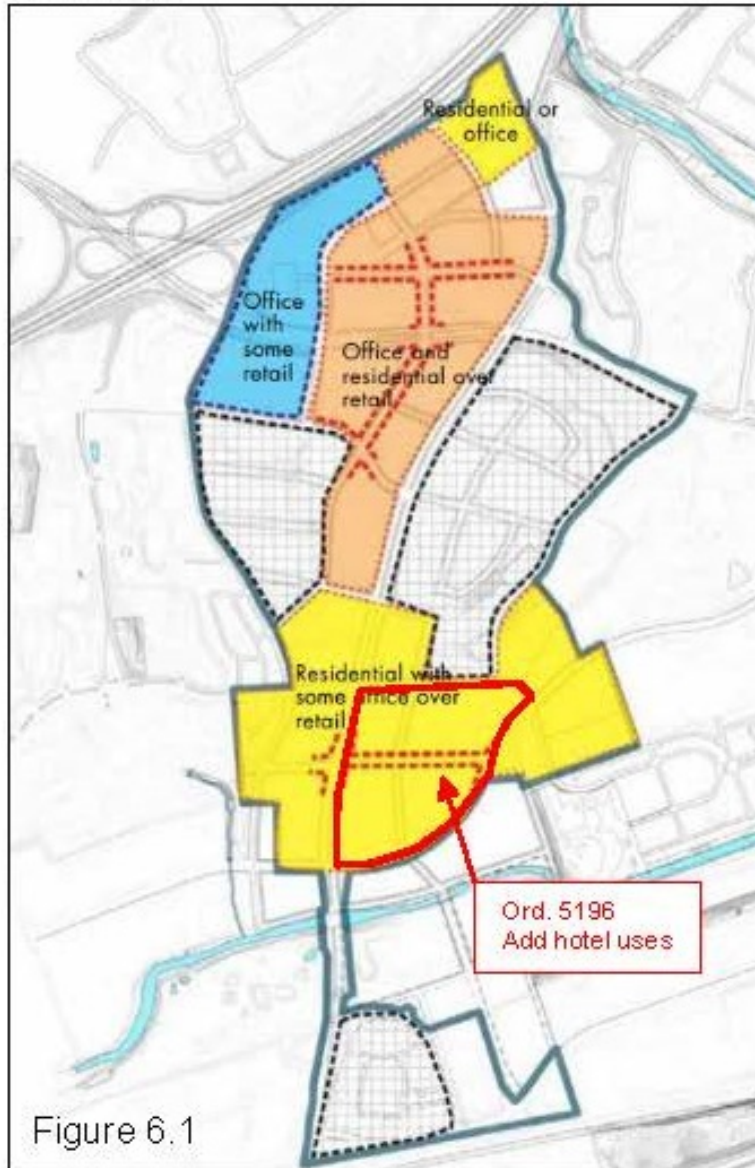 Residential or
office
Office
with
some
retail
Office and
residential over
retail
Residential with
some office over
retail
Ord. 5196
Add hotel uses
Figure 6.1